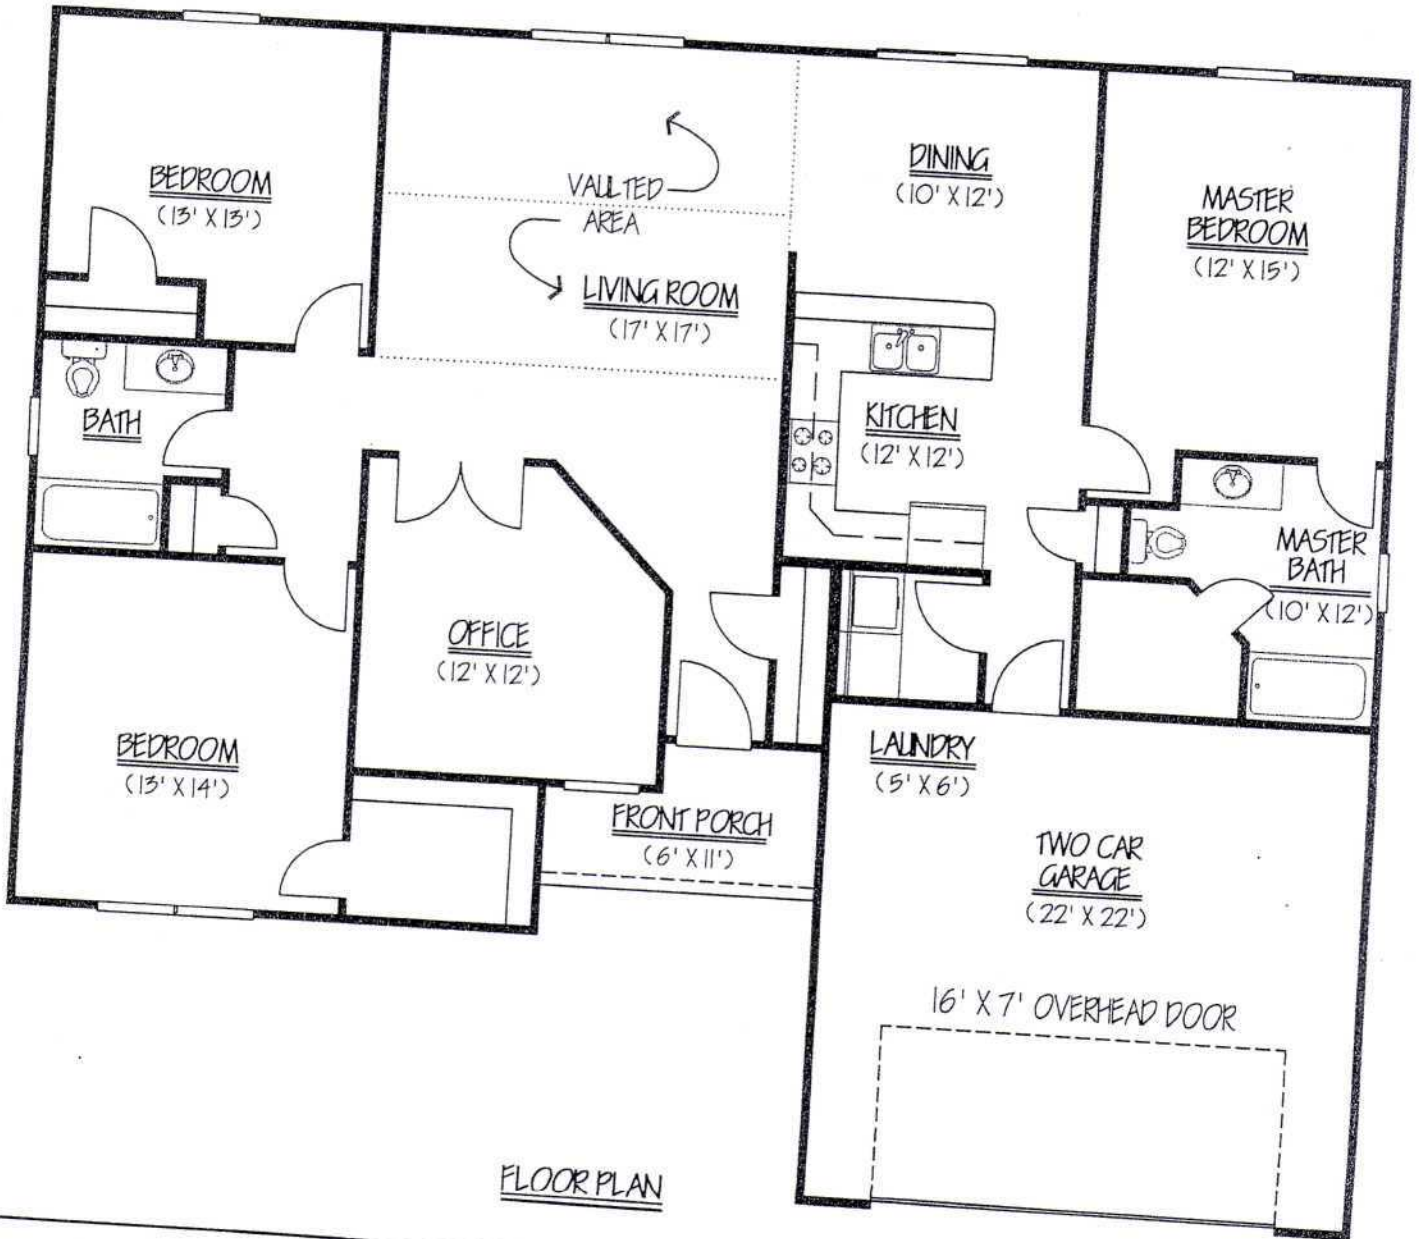 BEDROOM
(13' X 13')
VAULTED
AREA
LIVING ROOM
(17' X 17')
DINING
(10' X 12')
MASTER
BEDROOM
(12' X 15')
BATH
KITCHEN
(12' X 12')
MASTER
BATH
(10' X 12')
OFFICE
(12' X 12')
BEDROOM
(13' X 14')
LAUNDRY
(5' X 6')
FRONT PORCH
(6' X 11')
TWO CAR
GARAGE
(22' X 22')
16' X 7' OVERHEAD DOOR
FLOOR PLAN